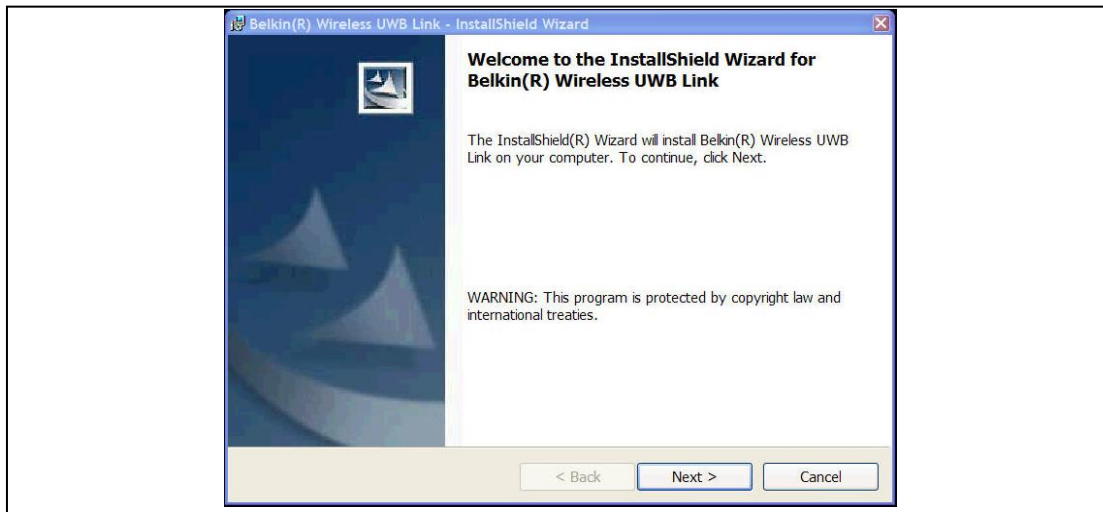 Belkin(R) Wireless UWB Link - InstallShield Wizard
Welcome to the InstallShield Wizard for
Belkin(R) Wireless UWB Link
The InstallShield(R) Wizard will install Belkin(R) Wireless UWB
Link on your computer. To continue, click Next.
WARNING: This program is protected by copyright law and
international treaties.
< Back Next > Cancel